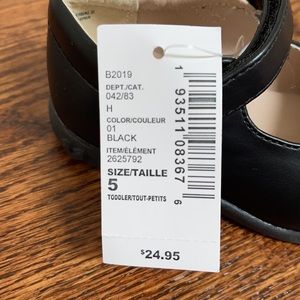 B2019
DEPT./CAT.
042/83
H
COLOR/COULEUR
01
BLACK
ITEM/ÉLÉMENT
2625792
SIZE/TAILLE
5
TODDLER/TOUT-PETITS
1 93511 08367 6
$24.95